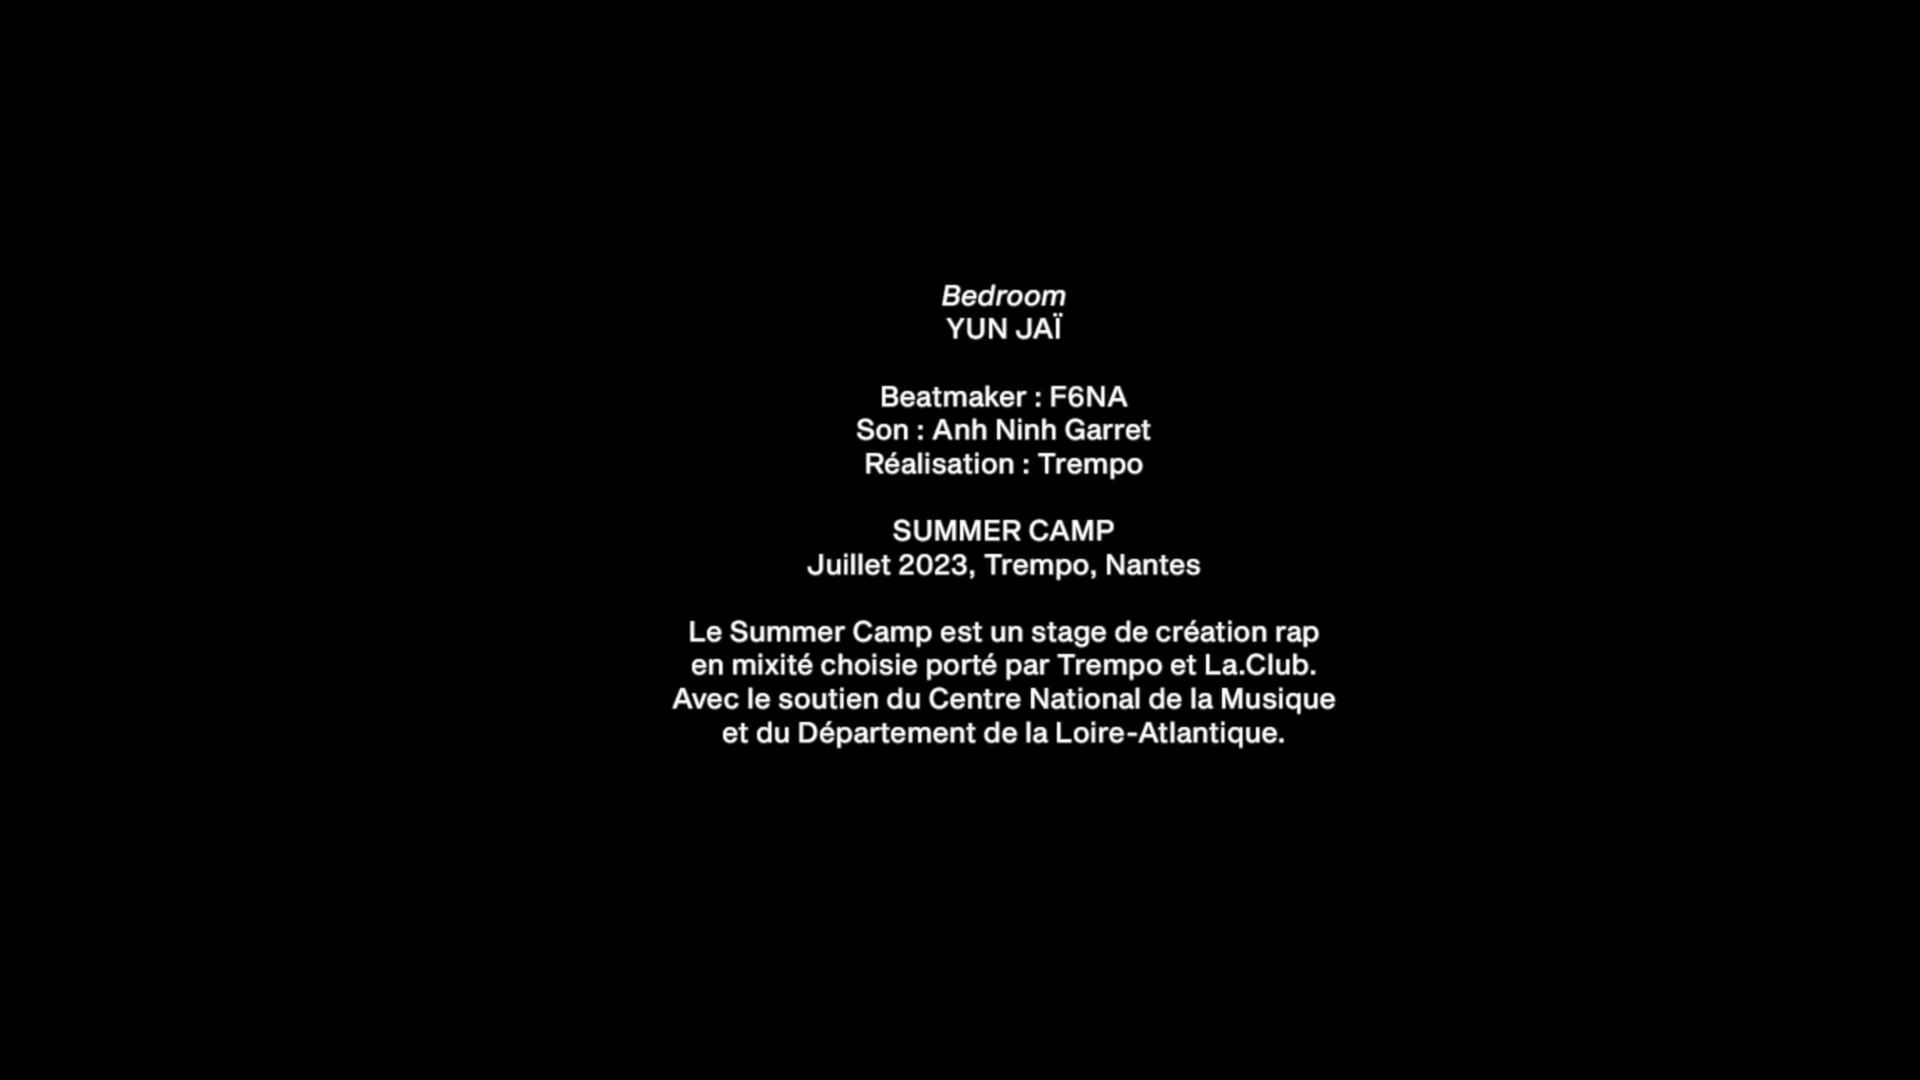 Bedroom
YUN JAÏ
Beatmaker : F6NA
Son : Anh Ninh Garret
Réalisation : Trempo
SUMMER CAMP
Juillet 2023, Trempo, Nantes
Le Summer Camp est un stage de création rap
en mixité choisie porté par Trempo et La.Club.
Avec le soutien du Centre National de la Musique
et du Département de la Loire-Atlantique.